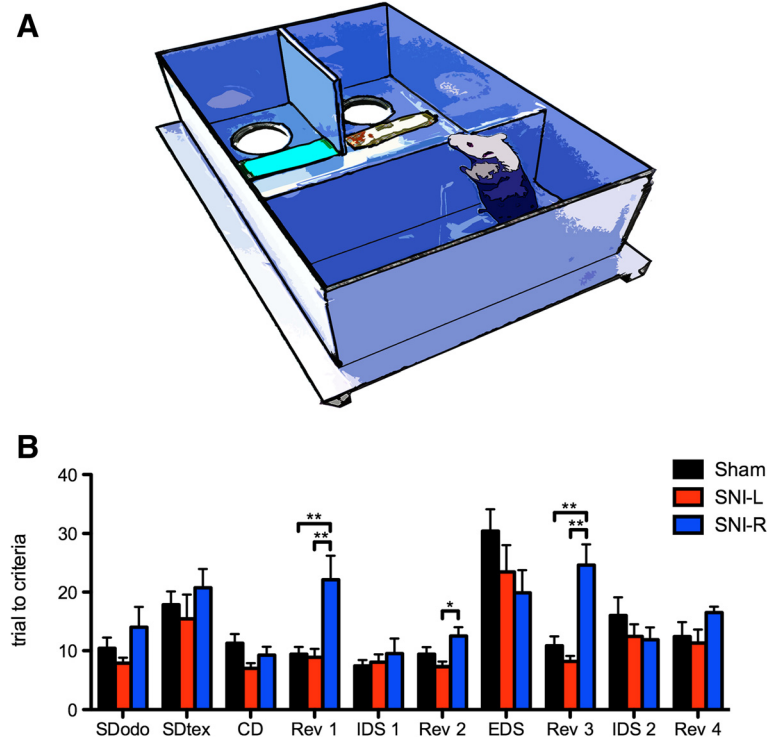 A
B
40
30
20
10
0
trial to criteria
Sham
SNI-L
SNI-R
**
**
*
**
**
SDodo SDtex CD Rev 1 IDS 1 Rev 2 EDS Rev 3 IDS 2 Rev 4